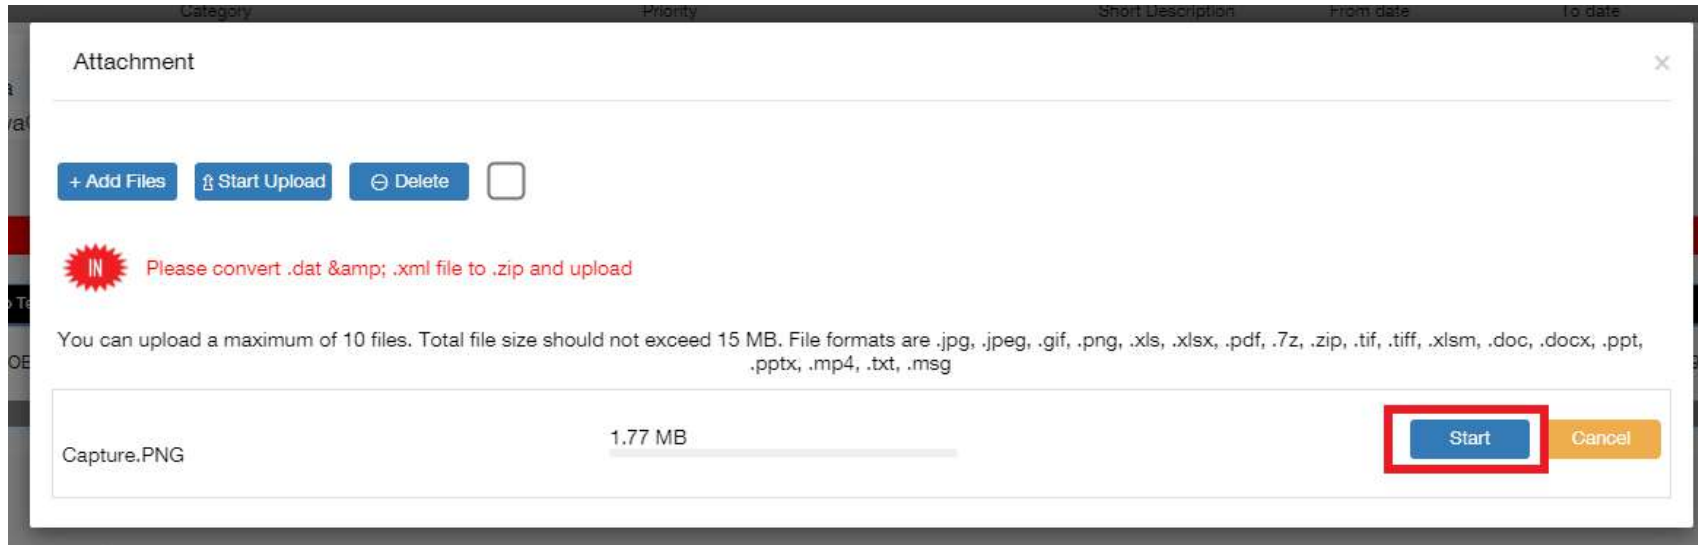 Category Priority Short Description From date To date
Attachment ×
+ Add Files Start Upload Delete
IN Please convert .dat &amp; .xml file to .zip and upload
You can upload a maximum of 10 files. Total file size should not exceed 15 MB. File formats are .jpg, .jpeg, .gif, .png, .xls, .xlsx, .pdf, .7z, .zip, .tif, .tiff, .xlsm, .doc, .docx, .ppt,
.pptx, .mp4, .txt, .msg
1.77 MB Start Cancel
Capture.PNG